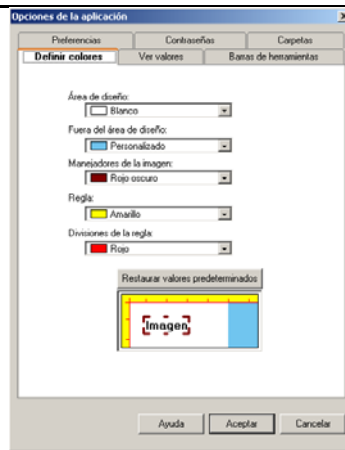 Opciones de la aplicación
Preferencias Contraseñas Carpetas
Definir colores Ver valores Barras de herramientas
Área de diseño:
Blanco
Fuera del área de diseño:
Personalizado
Manejadores de la imagen:
Rojo oscuro
Regla:
Amarillo
Divisiones de la regla:
Rojo
Restaurar valores predeterminados
Imagen
Ayuda Aceptar Cancelar